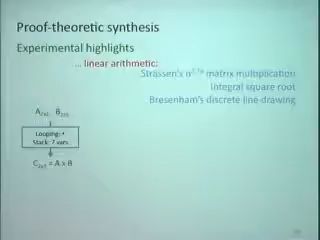 Proof-theoretic synthesis
Experimental highlights
... linear arithmetic:
Strassen's n matrix multiplication
Integral square root
Bresenham's discrete line-drawing
A B
Looping:
Stack: 7 vars
C = A x B